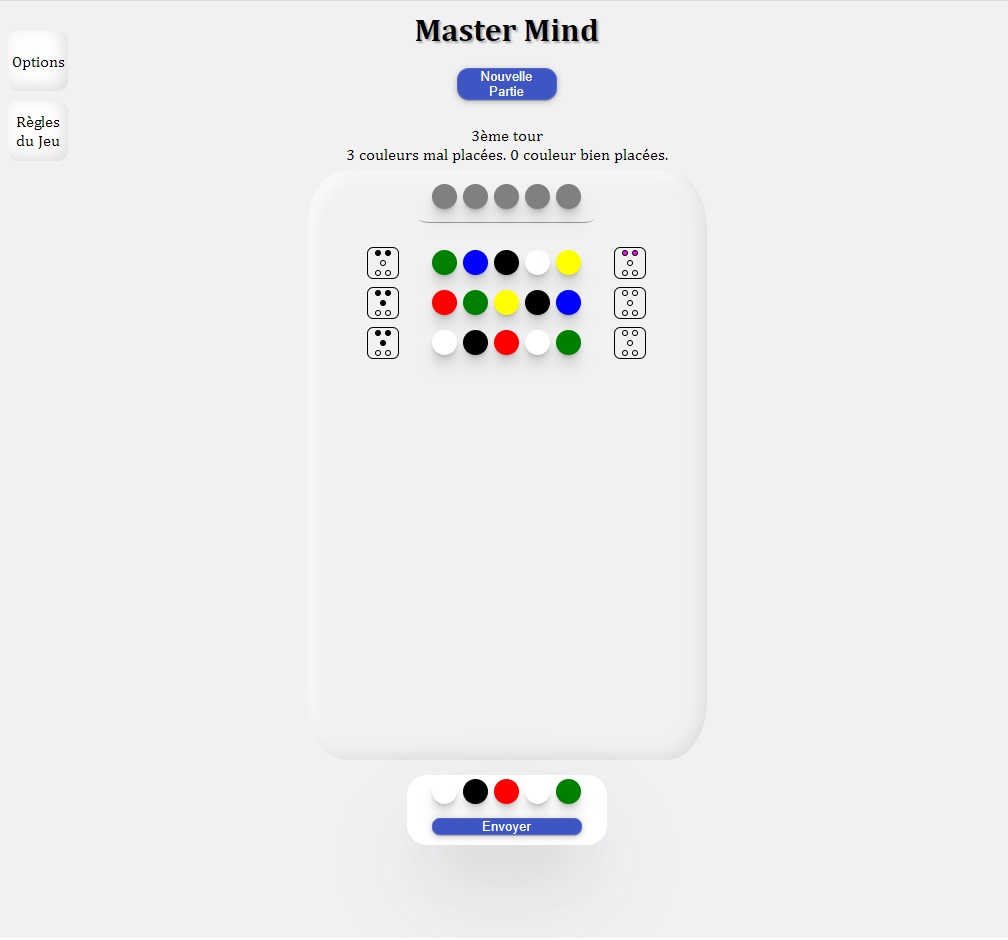 Master Mind
Options
Nouvelle
Partie
Règles
du Jeu
3ème tour
3 couleurs mal placées. 0 couleur bien placées.
Envoyer